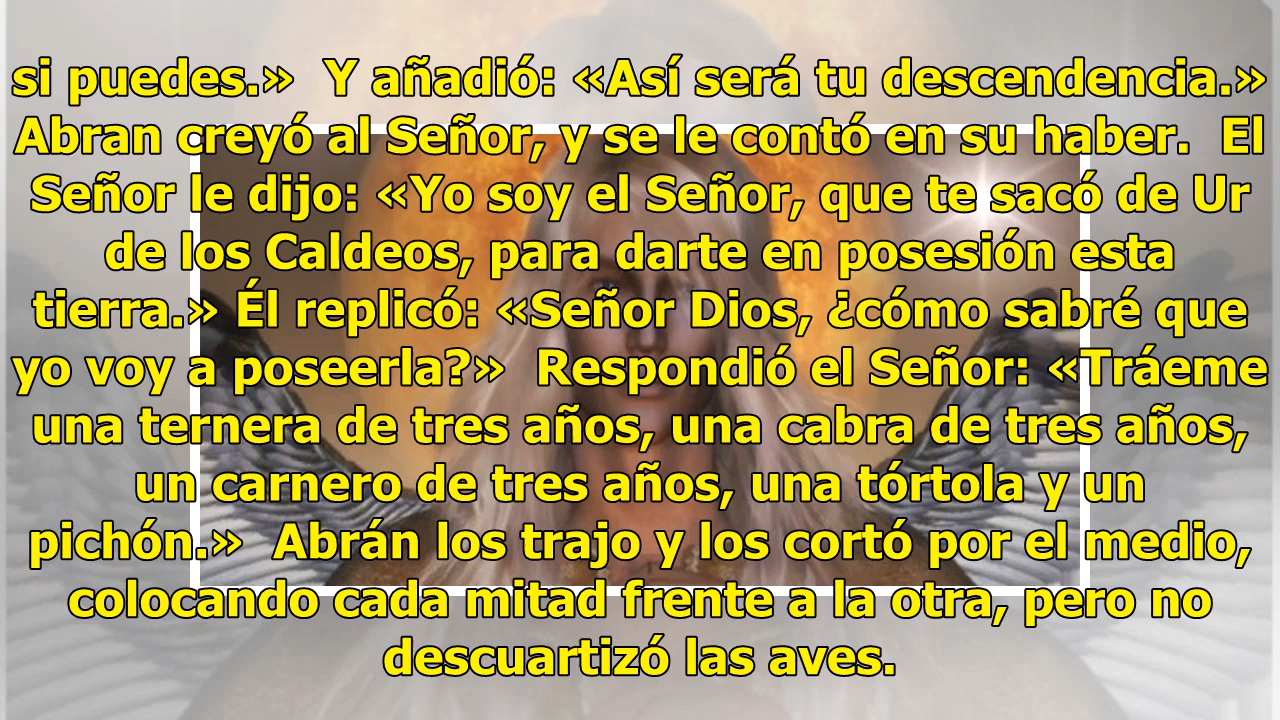 si puedes.»  Y añadió: «Así será tu descendencia.»
Abran creyó al Señor, y se le contó en su haber.  El
Señor le dijo: «Yo soy el Señor, que te sacó de Ur
de los Caldeos, para darte en posesión esta
tierra.» Él replicó: «Señor Dios, ¿cómo sabré que
yo voy a poseerla?»  Respondió el Señor: «Tráeme
una ternera de tres años, una cabra de tres años,
un carnero de tres años, una tórtola y un
pichón.»  Abrán los trajo y los cortó por el medio,
colocando cada mitad frente a la otra, pero no
descuartizó las aves.